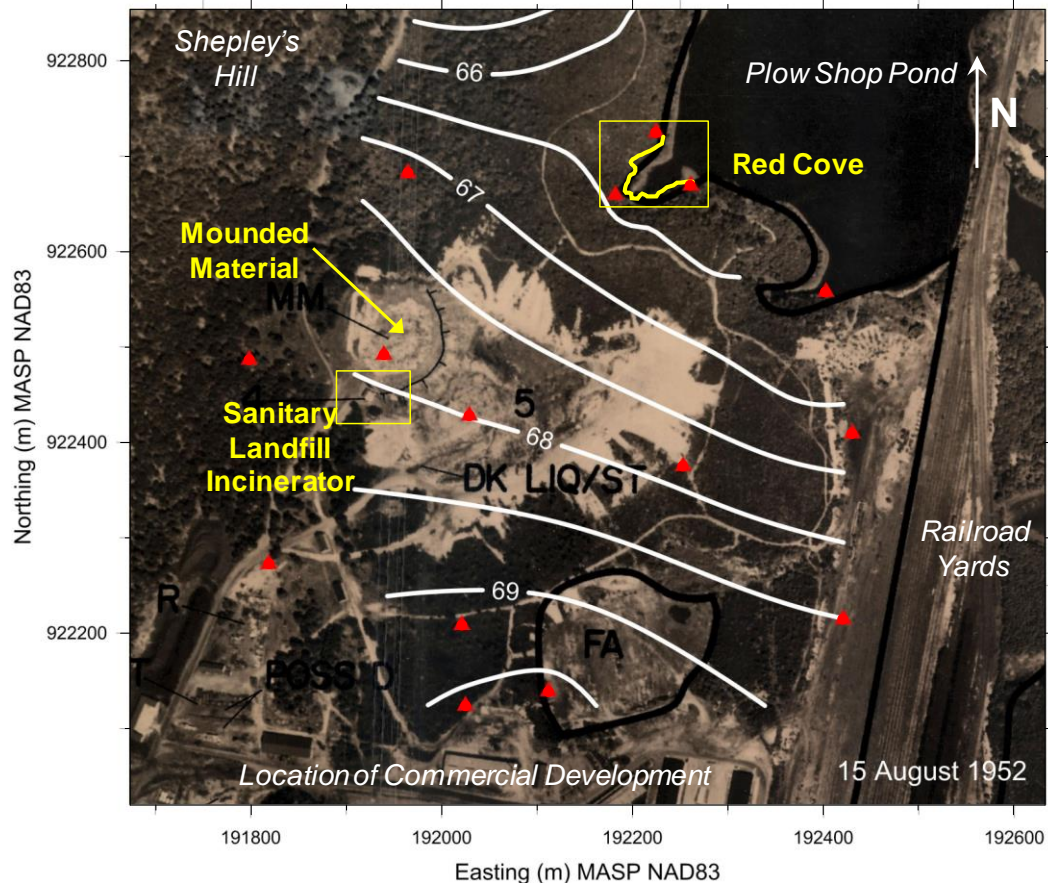 922800
922600
922400
922200
Northing (m) MASP NAD83
Shepley's
Hill
66
Plow Shop Pond
N
Red Cove
67
Mounded
Material
MM
4
5
Sanitary
Landfill
Incinerator
68
DK LIQ/ST
Railroad
Yards
69
R
FA
T
POSS D
Location of Commercial Development
15 August 1952
191800
192000
192200
192400
192600
Easting (m) MASP NAD83